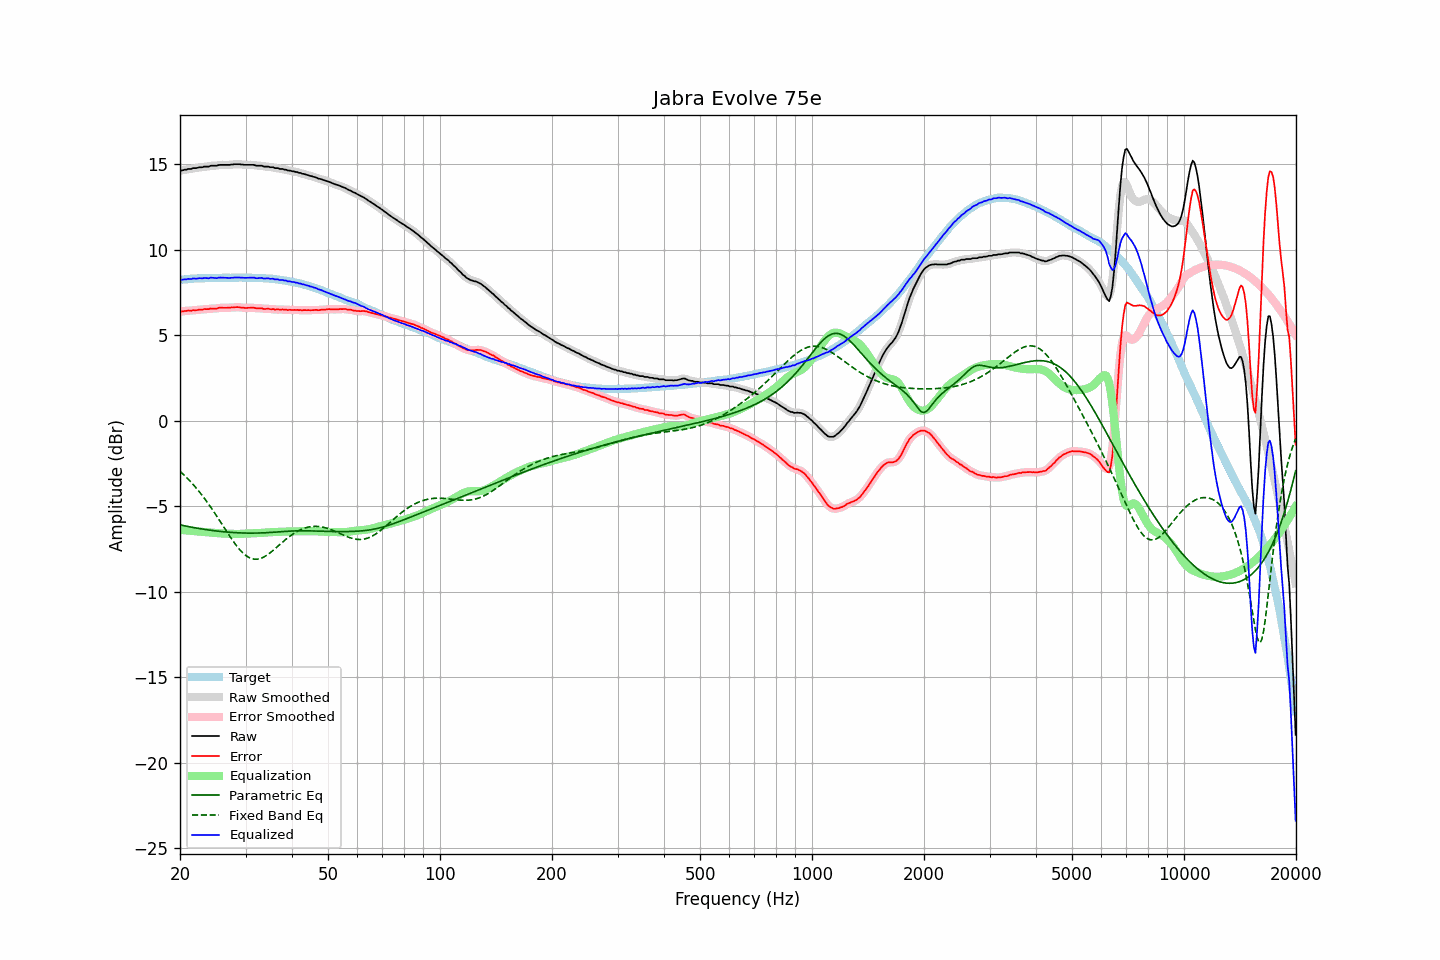 Jabra Evolve 75e
Amplitude (dBr)
15
10
5
0
−5
−10
−15
−20
−25
Target
Raw Smoothed
Error Smoothed
Raw
Error
Equalization
Parametric Eq
Fixed Band Eq
Equalized
20 50 100 200 500 1000 2000 5000 10000 20000
Frequency (Hz)